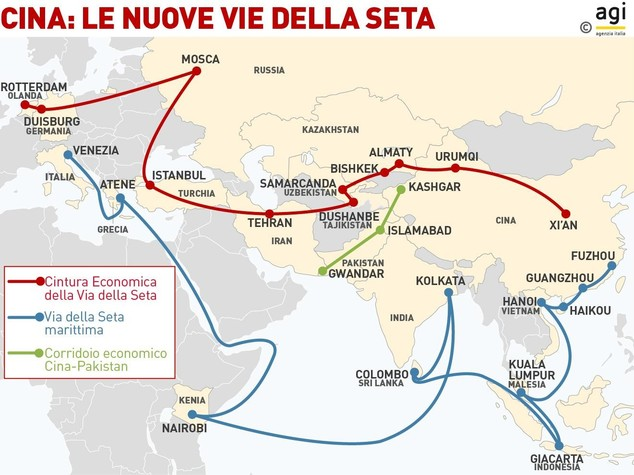 CINA: LE NUOVE VIE DELLA SETA
© agi
agenzia italia
MOSCA
RUSSIA
ROTTERDAM
OLANDA
DUISBURG
GERMANIA
KAZAKHSTAN
VENEZIA
ALMATY
URUMQI
BISHKEK
ITALIA
ATENE
ISTANBUL
TURCHIA
SAMARCANDA
UZBEKISTAN
KASHGAR
GRECIA
TEHRAN
IRAN
DUSHANBE
TAJIKISTAN
ISLAMABAD
CINA
XI'AN
PAKISTAN
GWANDAR
FUZHOU
KOLKATA
GUANGZHOU
HANOI
VIETNAM
HAIKOU
INDIA
Cintura Economica
della Via della Seta
Via della Seta
marittima
Corridoio economico
Cina-Pakistan
COLOMBO
SRI LANKA
KUALA
LUMPUR
MALESIA
KENIA
NAIROBI
GIACARTA
INDONESIA